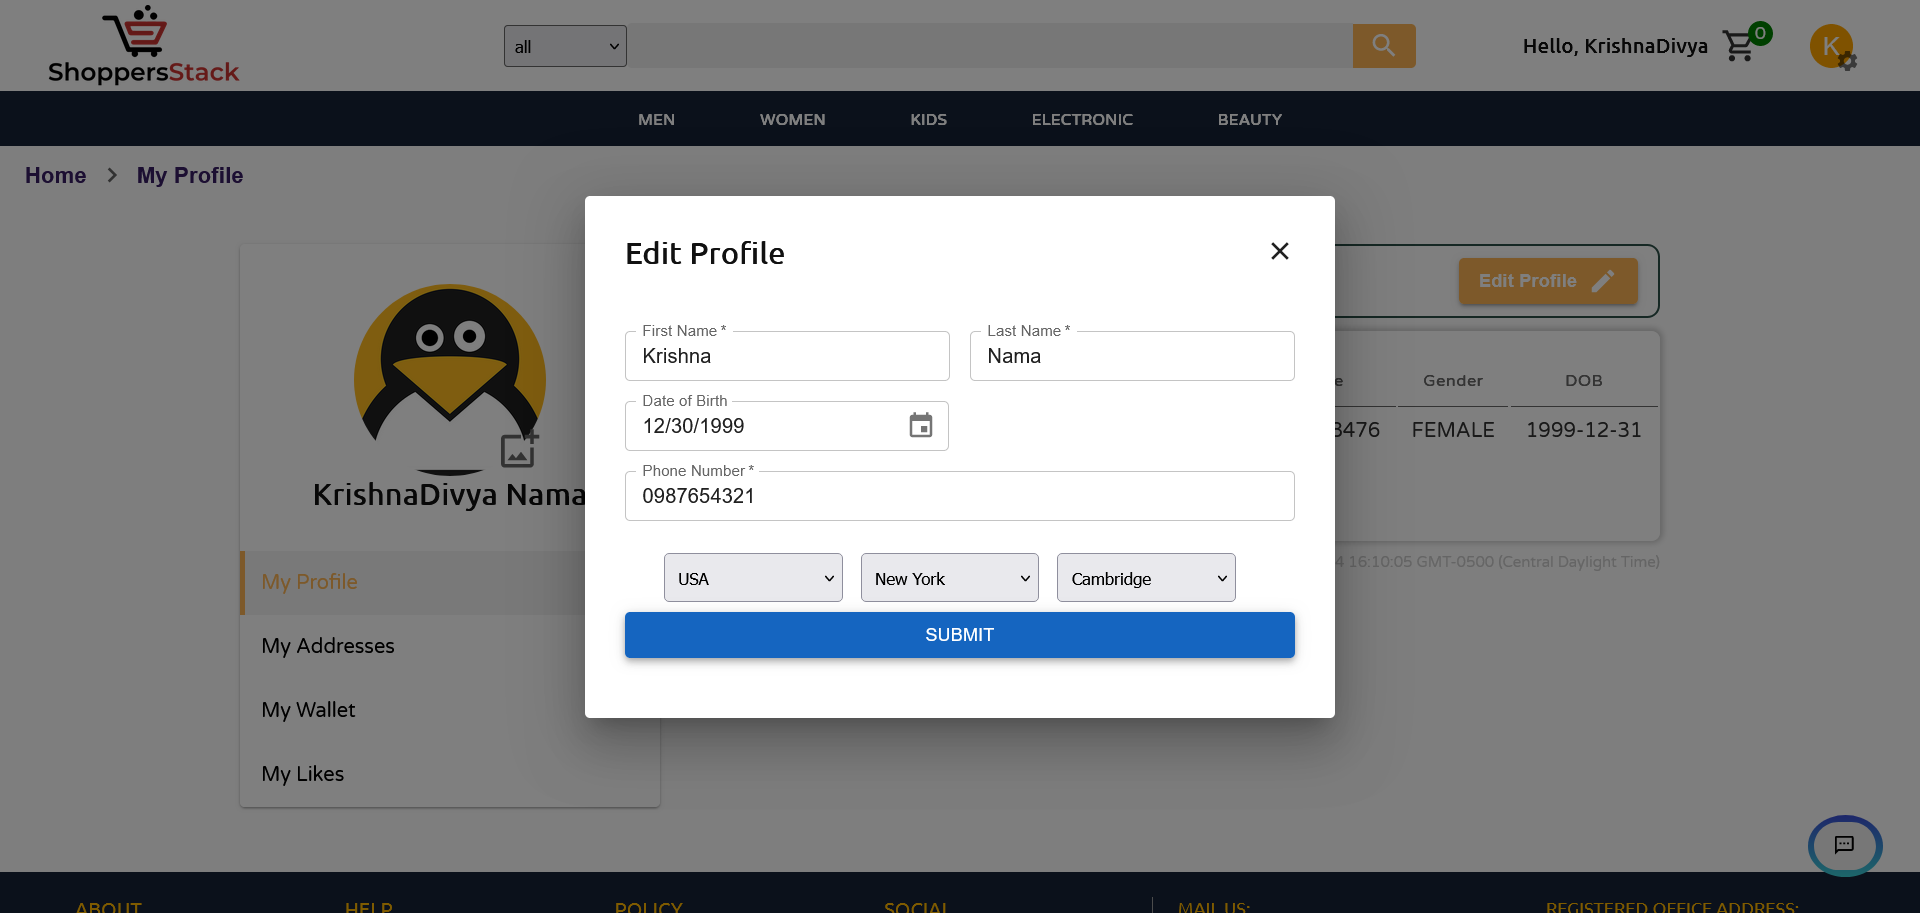 ShoppersStack
all
Hello, KrishnaDivya
0
K
MEN
WOMEN
KIDS
ELECTRONIC
BEAUTY
Home
My Profile
KrishnaDivya Nama
My Profile
My Addresses
My Wallet
My Likes
Edit Profile
First Name *
Krishna
Last Name *
Nama
Date of Birth
12/30/1999
Phone Number *
0987654321
USA
New York
Cambridge
SUBMIT
Edit Profile
Gender
DOB
8476
FEMALE
1999-12-31
4 16:10:05 GMT-0500 (Central Daylight Time)
ABOUT
HELP
POLICY
SOCIAL
MAIL US:
REGISTERED OFFICE ADDRESS: